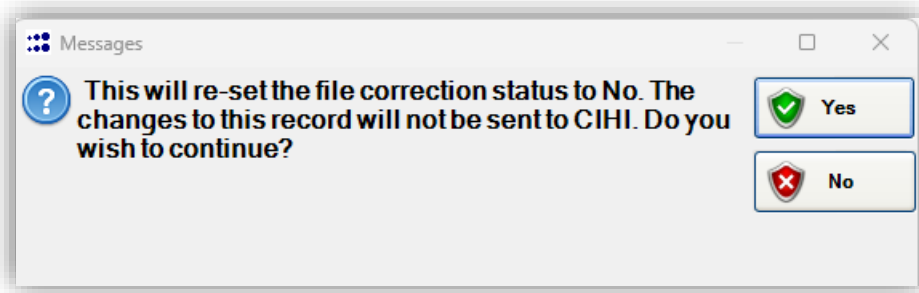 Messages
This will re-set the file correction status to No. The
changes to this record will not be sent to CIHI. Do you
wish to continue?
Yes
No